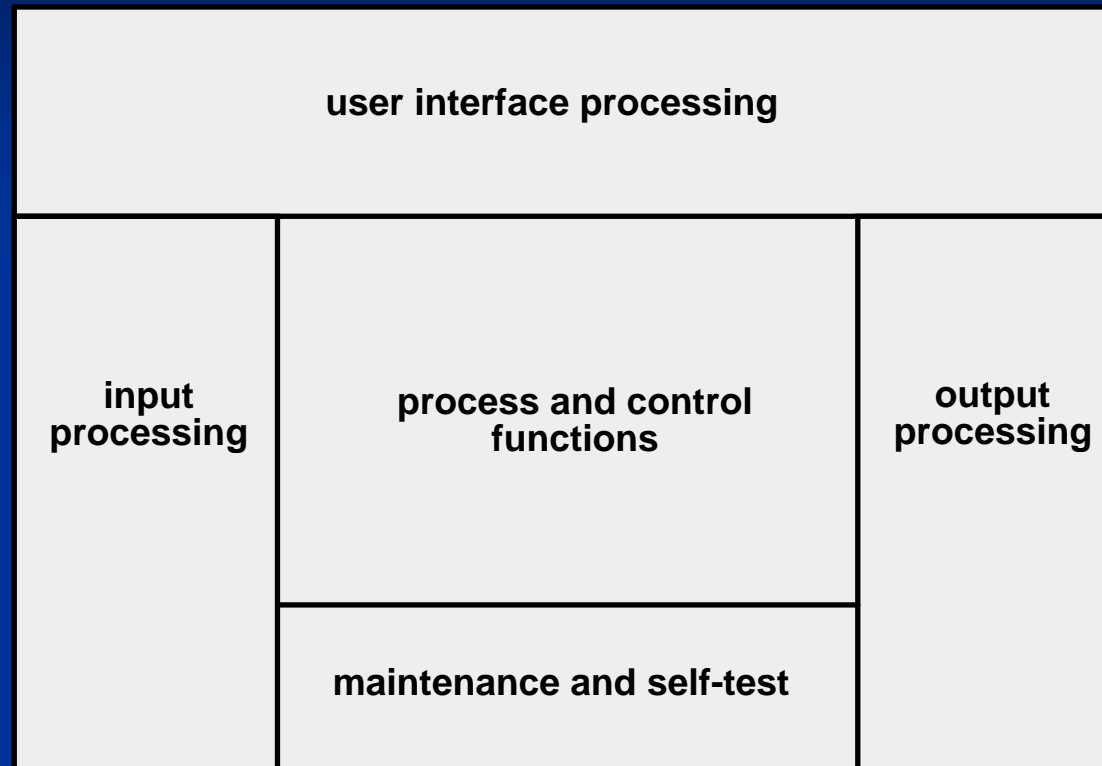 user interface processing
input
processing
process and control
functions
output
processing
maintenance and self-test